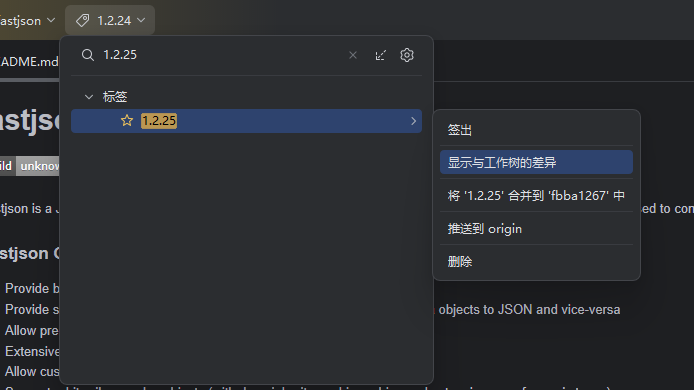 astjson
1.2.24
1.2.25
ADME.md
标签
1.2.25
astjso
ild unknow
签出
显示与工作树的差异
将 '1.2.25' 合并到 'fbba1267' 中
推送到 origin
删除
stjson is a J
sed to con
stjson G
Provide b
Provide s
objects to JSON and vice-versa
Allow pre
Extensive
Allow cus